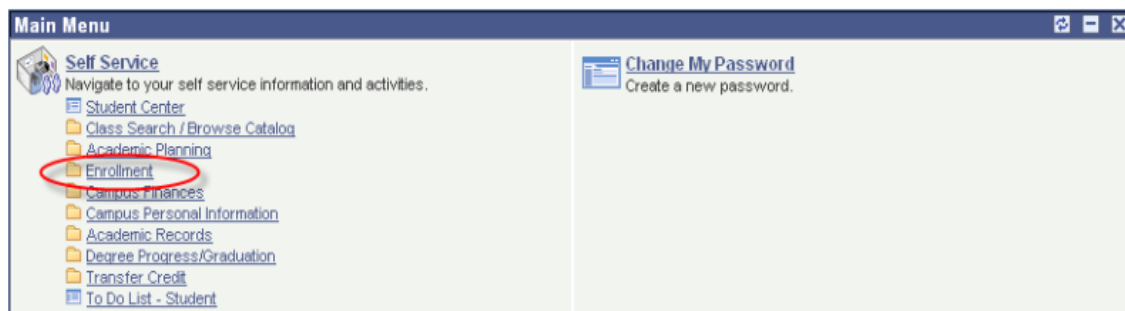 Main Menu
Self Service
Navigate to your self service information and activities.
Student Center
Class Search / Browse Catalog
Academic Planning
Enrollment
Campus Finances
Campus Personal Information
Academic Records
Degree Progress/Graduation
Transfer Credit
To Do List - Student
Change My Password
Create a new password.